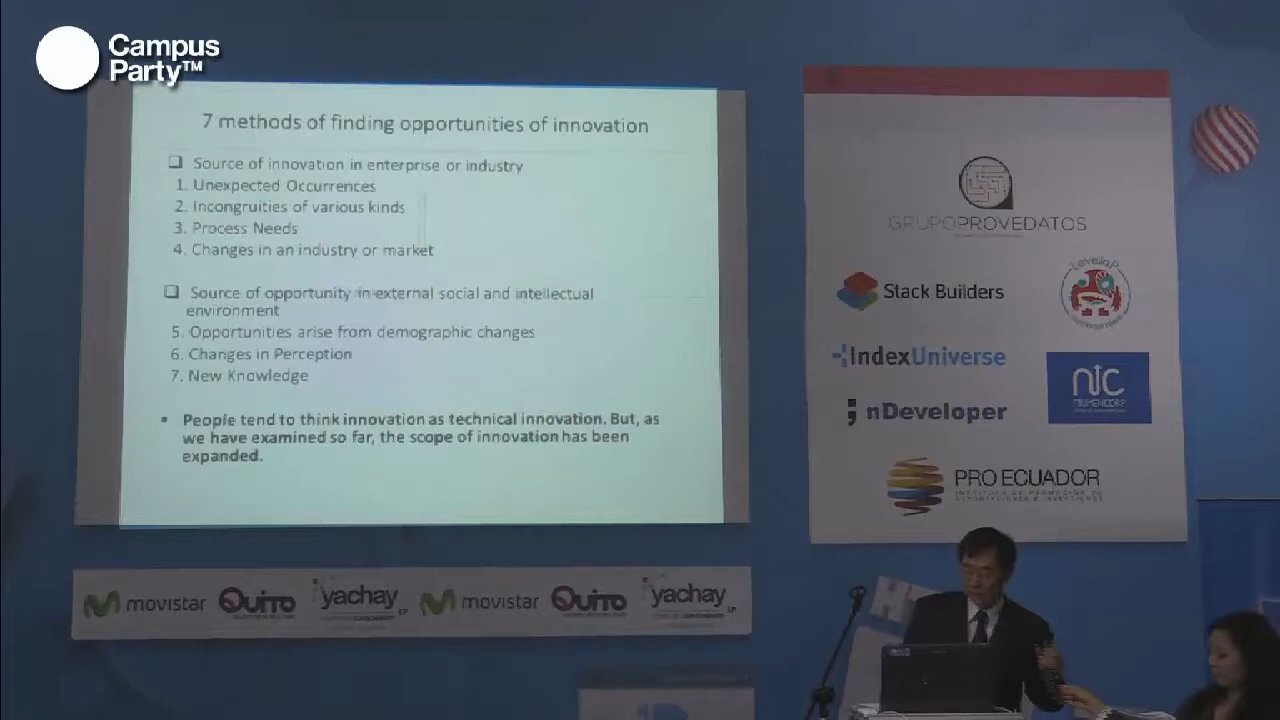 Campus
Party™
7 methods of finding opportunities of innovation
Source of innovation in enterprise or industry
1. Unexpected Occurrences
2. Incongruities of various kinds
3. Process Needs
4. Changes in an industry or market
Source of opportunity in external social and intellectual
environment
5. Opportunities arise from demographic changes
6. Changes in Perception
7. New Knowledge
▪ People tend to think innovation as technical innovation. But, as
we have examined so far, the scope of innovation has been
expanded.
GRUPOPROVEDATOS
Stack Builders
IndexUniverse
nDeveloper
PRO ECUADOR
movistar QUITO yachay EP movistar QUITO yachay EP